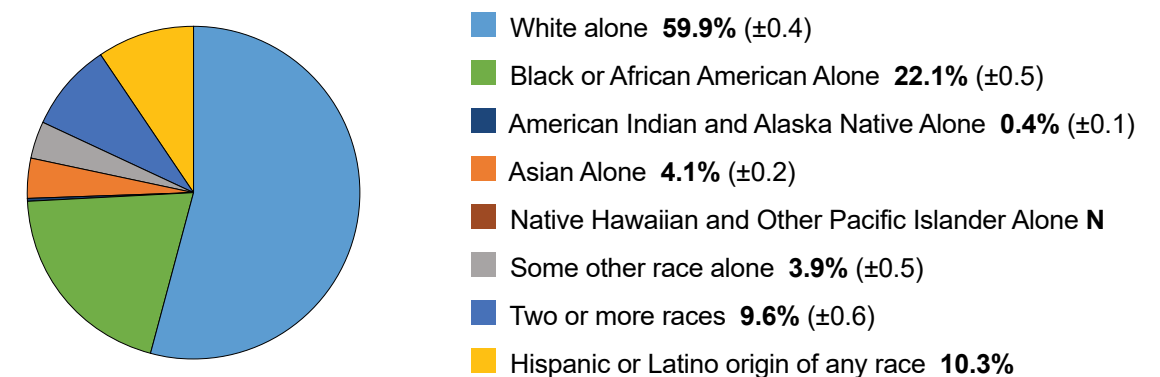 White alone 59.9% (±0.4)
Black or African American Alone 22.1% (±0.5)
American Indian and Alaska Native Alone 0.4% (±0.1)
Asian Alone 4.1% (±0.2)
Native Hawaiian and Other Pacific Islander Alone N
Some other race alone 3.9% (±0.5)
Two or more races 9.6% (±0.6)
Hispanic or Latino origin of any race 10.3%